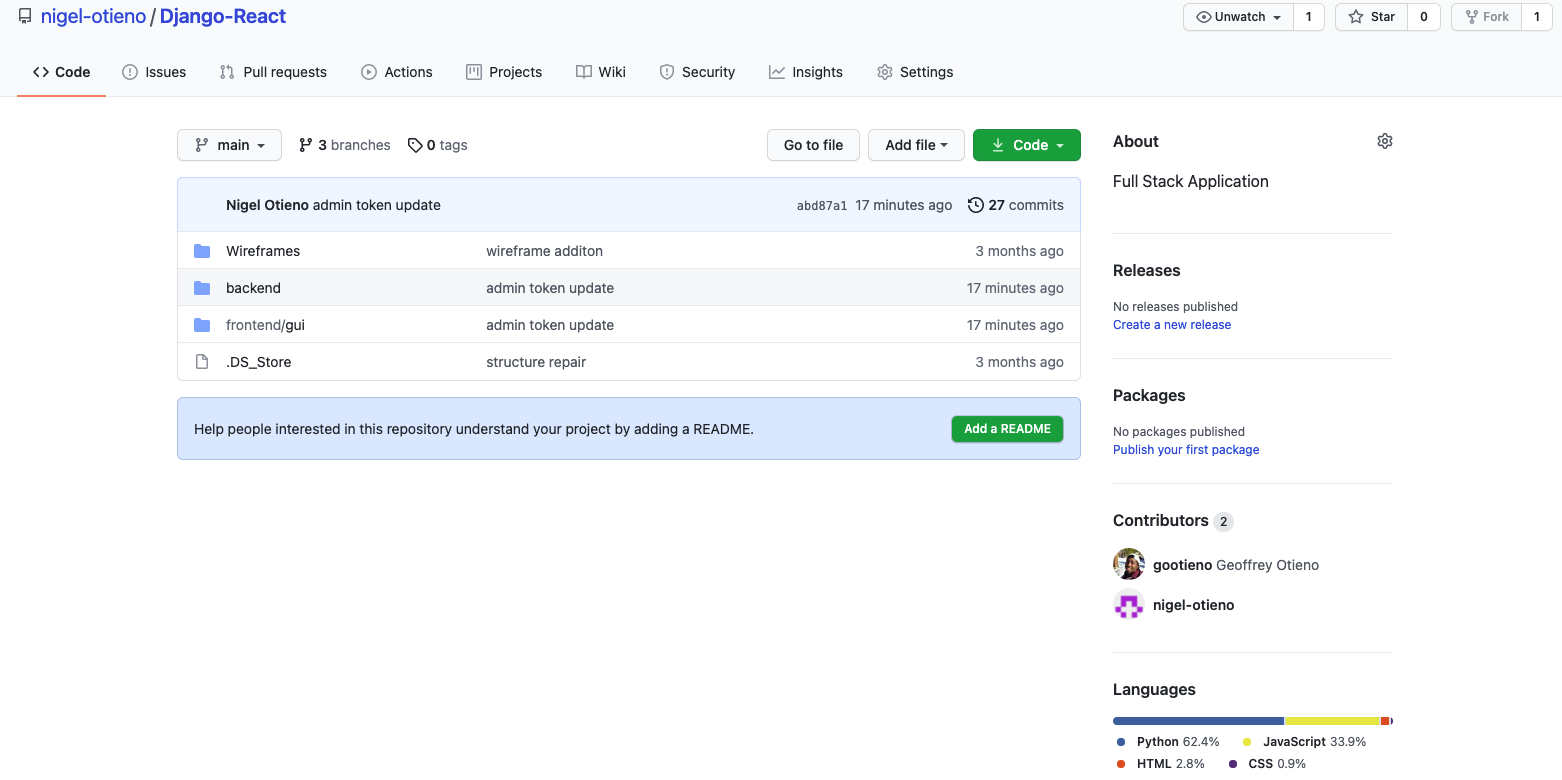 nigel-otieno / Django-React
Unwatch 1 Star 0 Fork 1
Code Issues Pull requests Actions Projects Wiki Security Insights Settings
main 3 branches 0 tags Go to file Add file Code
Nigel Otieno admin token update abd87a1 17 minutes ago 27 commits
Wireframes wireframe additon 3 months ago
backend admin token update 17 minutes ago
frontend/gui admin token update 17 minutes ago
.DS_Store structure repair 3 months ago
Help people interested in this repository understand your project by adding a README. Add a README
About
Full Stack Application
Releases
No releases published
Create a new release
Packages
No packages published
Publish your first package
Contributors 2
gootieno Geoffrey Otieno
nigel-otieno
Languages
Python 62.4% JavaScript 33.9%
HTML 2.8% CSS 0.9%